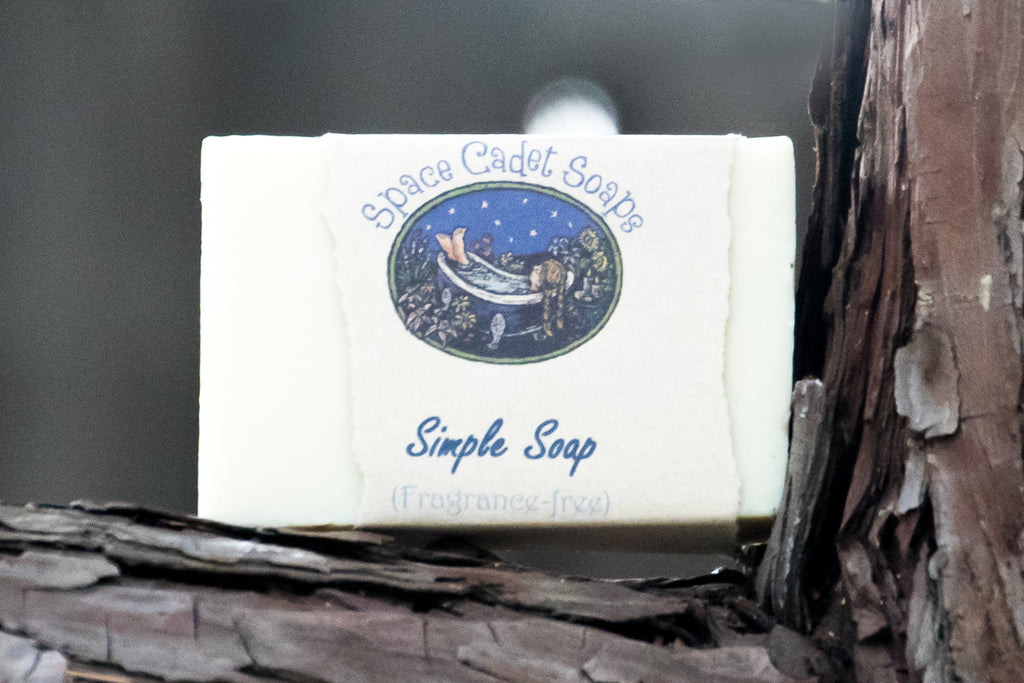 Space Cadet Soaps
Simple Soap
(Fragrance-free)